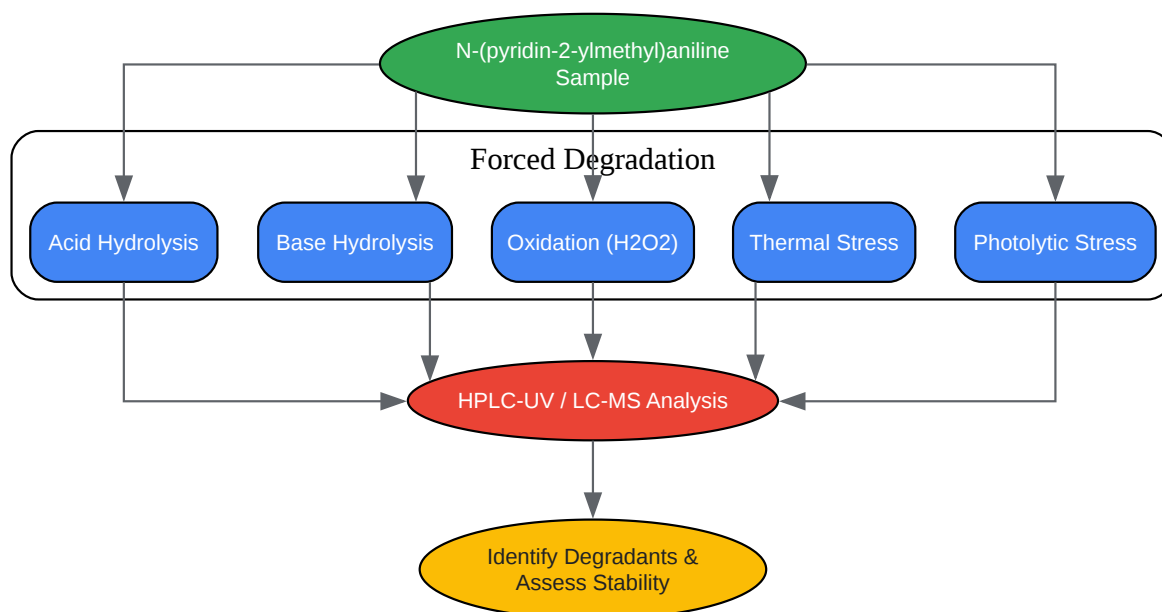 N-(pyridin-2-ylmethyl)aniline
Sample
Forced Degradation
Acid Hydrolysis
Base Hydrolysis
Oxidation (H2O2)
Thermal Stress
Photolytic Stress
HPLC-UV / LC-MS Analysis
Identify Degradants &
Assess Stability